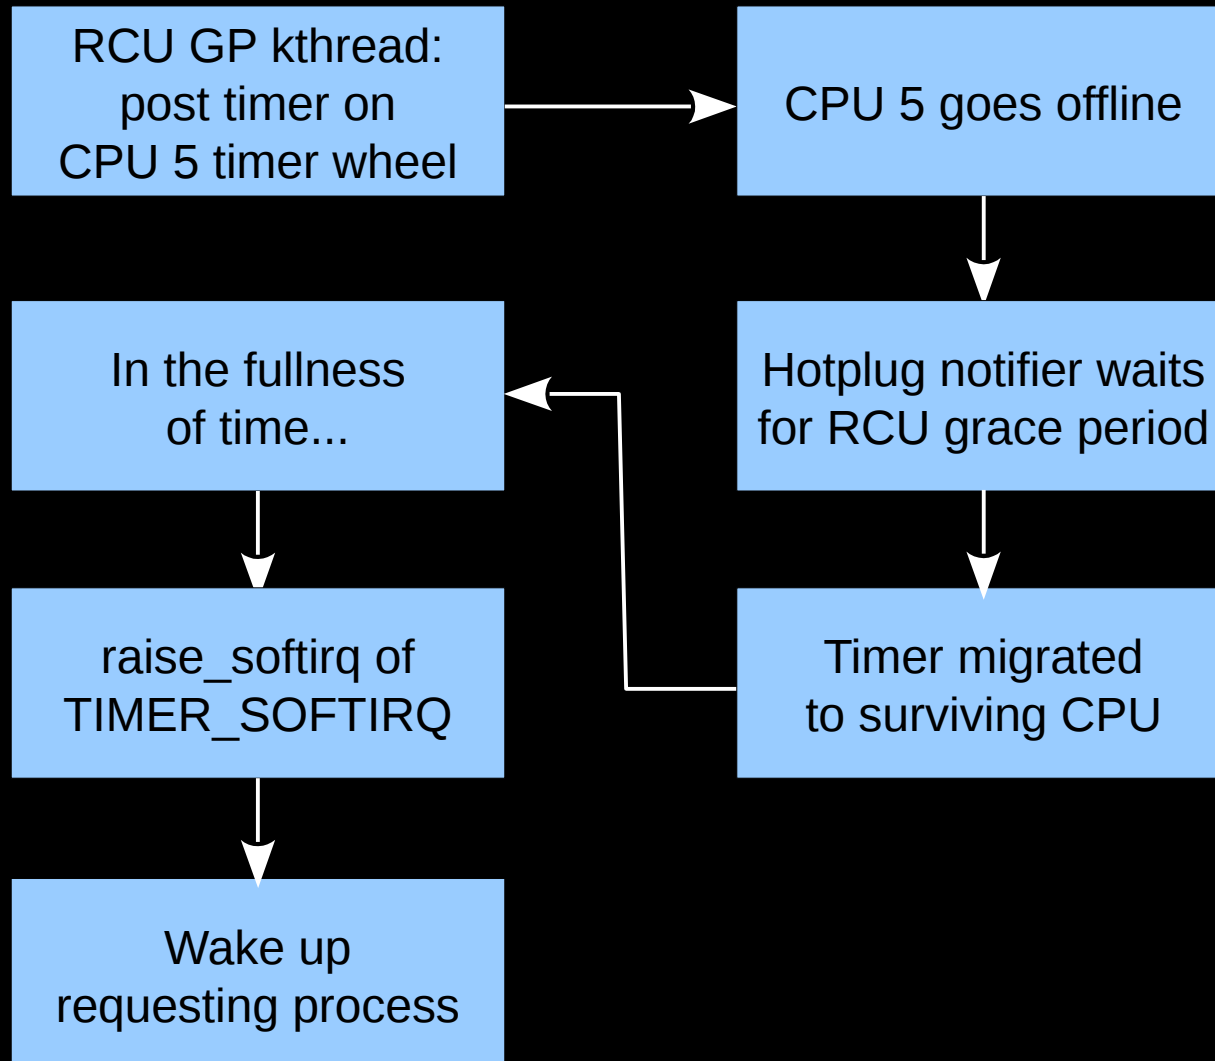 RCU GP kthread:
post timer on
CPU 5 timer wheel
CPU 5 goes offline
Hotplug notifier waits
for RCU grace period
Timer migrated
to surviving CPU
In the fullness
of time...
raise_softirq of
TIMER_SOFTIRQ
Wake up
requesting process